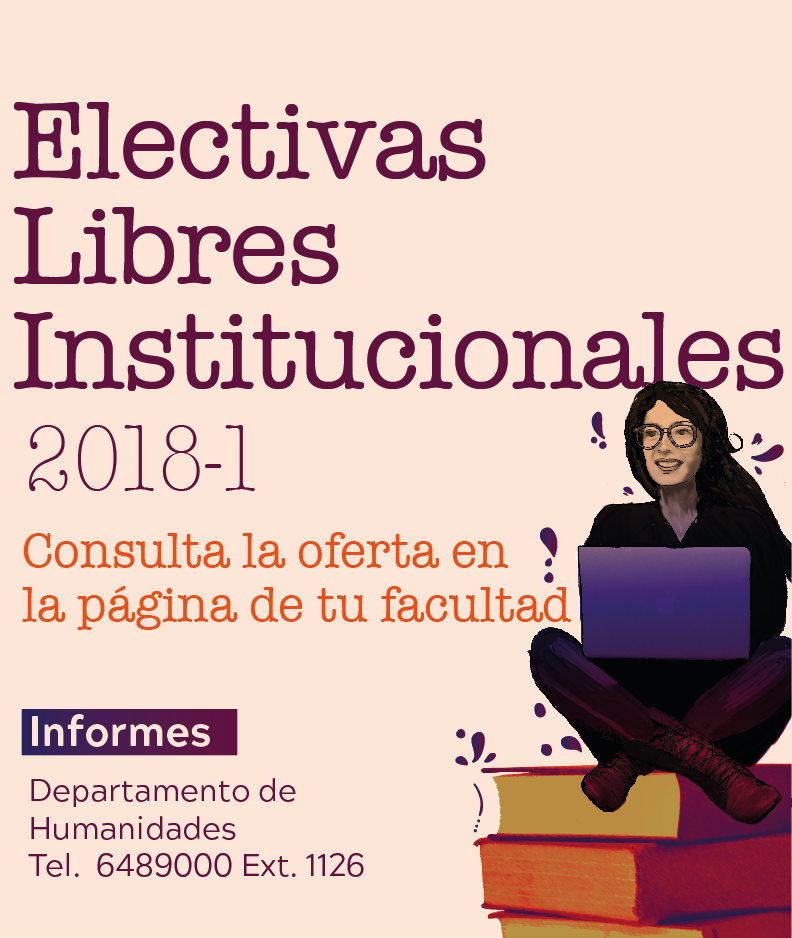 Electivas
Libres
Institucionales
2018-1
Consulta la oferta en
la página de tu facultad
Informes
Departamento de
Humanidades
Tel. 6489000 Ext. 1126